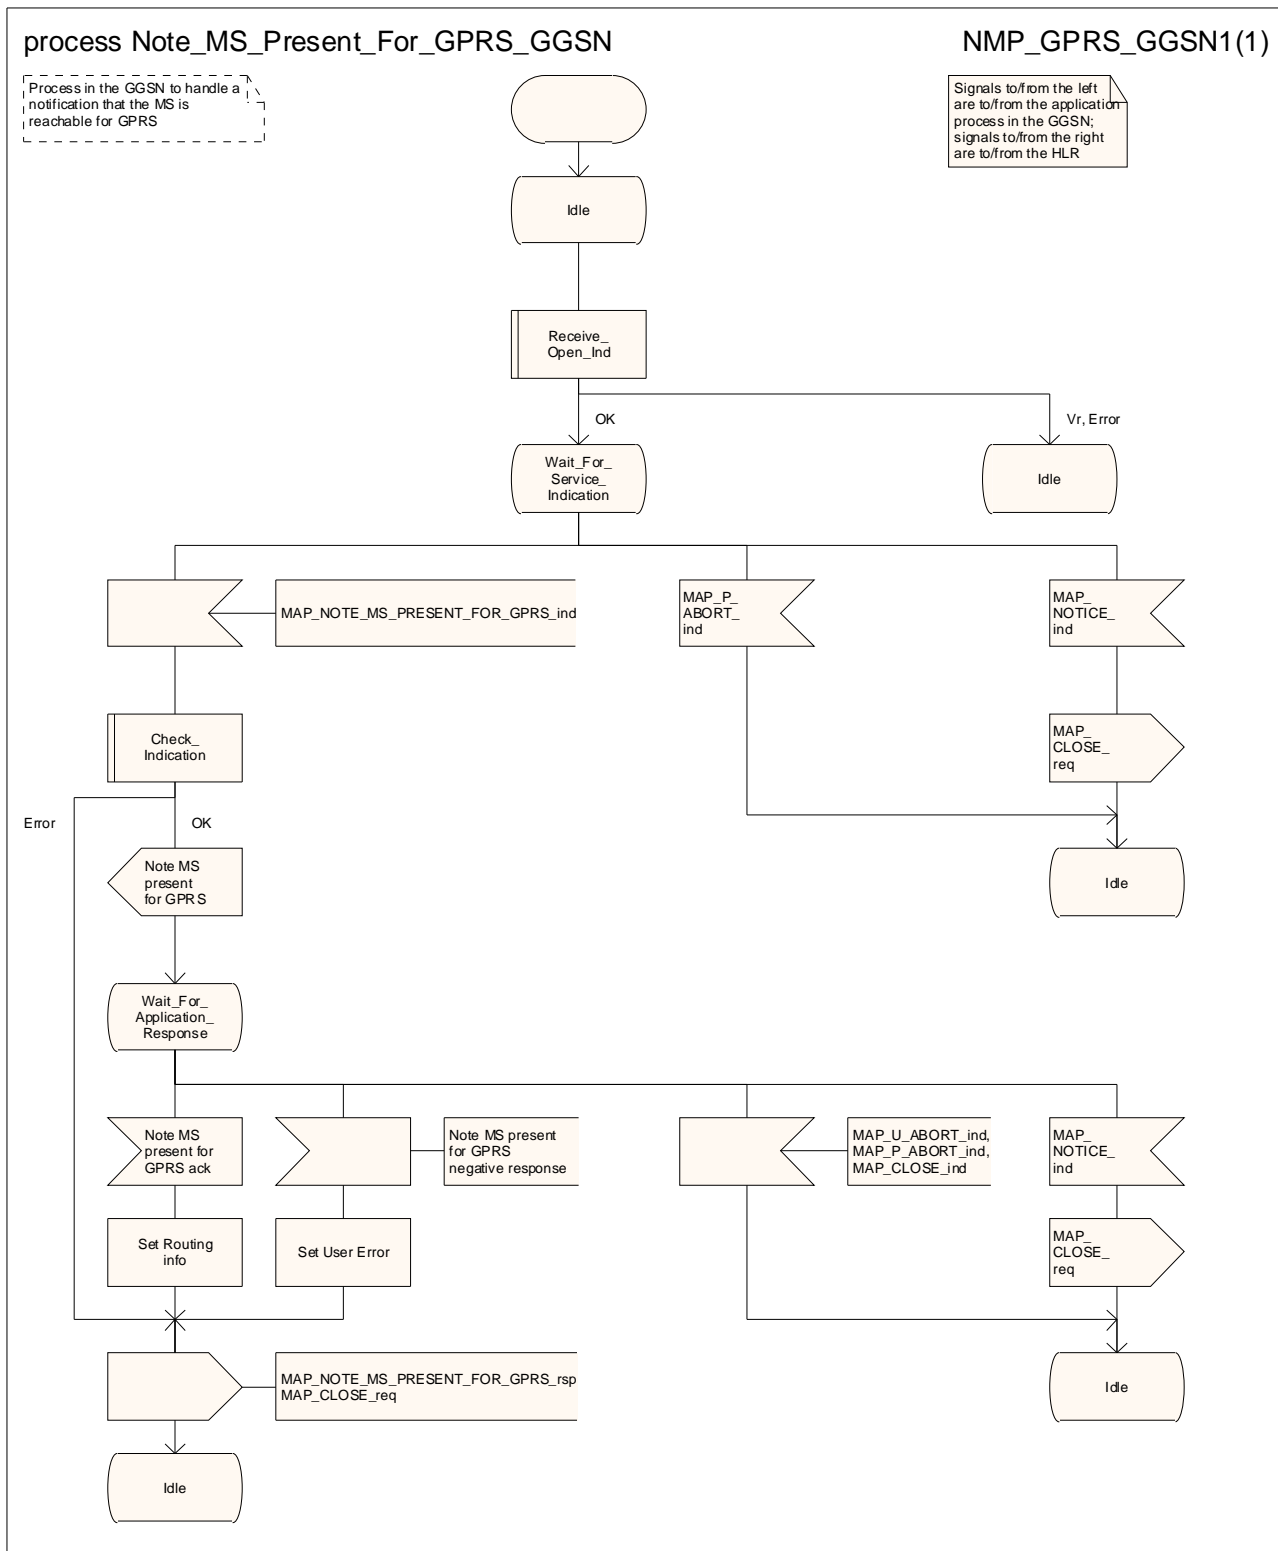 process Note_MS_Present_For_GPRS_GGSN
NMP_GPRS_GGSN1(1)
Process in the GGSN to handle a
notification that the MS is
reachable for GPRS
Signals to/from the left
are to/from the application
process in the GGSN;
signals to/from the right
are to/from the HLR
Idle
Receive_
Open_Ind
OK
Vr, Error
Wait_For_
Service_
Indication
Idle
MAP_NOTE_MS_PRESENT_FOR_GPRS_ind
MAP_P_
ABORT_
ind
MAP_
NOTICE_
ind
Check_
Indication
MAP_
CLOSE_
req
Error
OK
Note MS
present
for GPRS
Idle
Wait_For_
Application_
Response
Note MS
present for
GPRS ack
Note MS present
for GPRS
negative response
MAP_U_ABORT_ind,
MAP_P_ABORT_ind,
MAP_CLOSE_ind
MAP_
NOTICE_
ind
Set Routing
info
Set User Error
MAP_
CLOSE_
req
MAP_NOTE_MS_PRESENT_FOR_GPRS_rsp
MAP_CLOSE_req
Idle
Idle